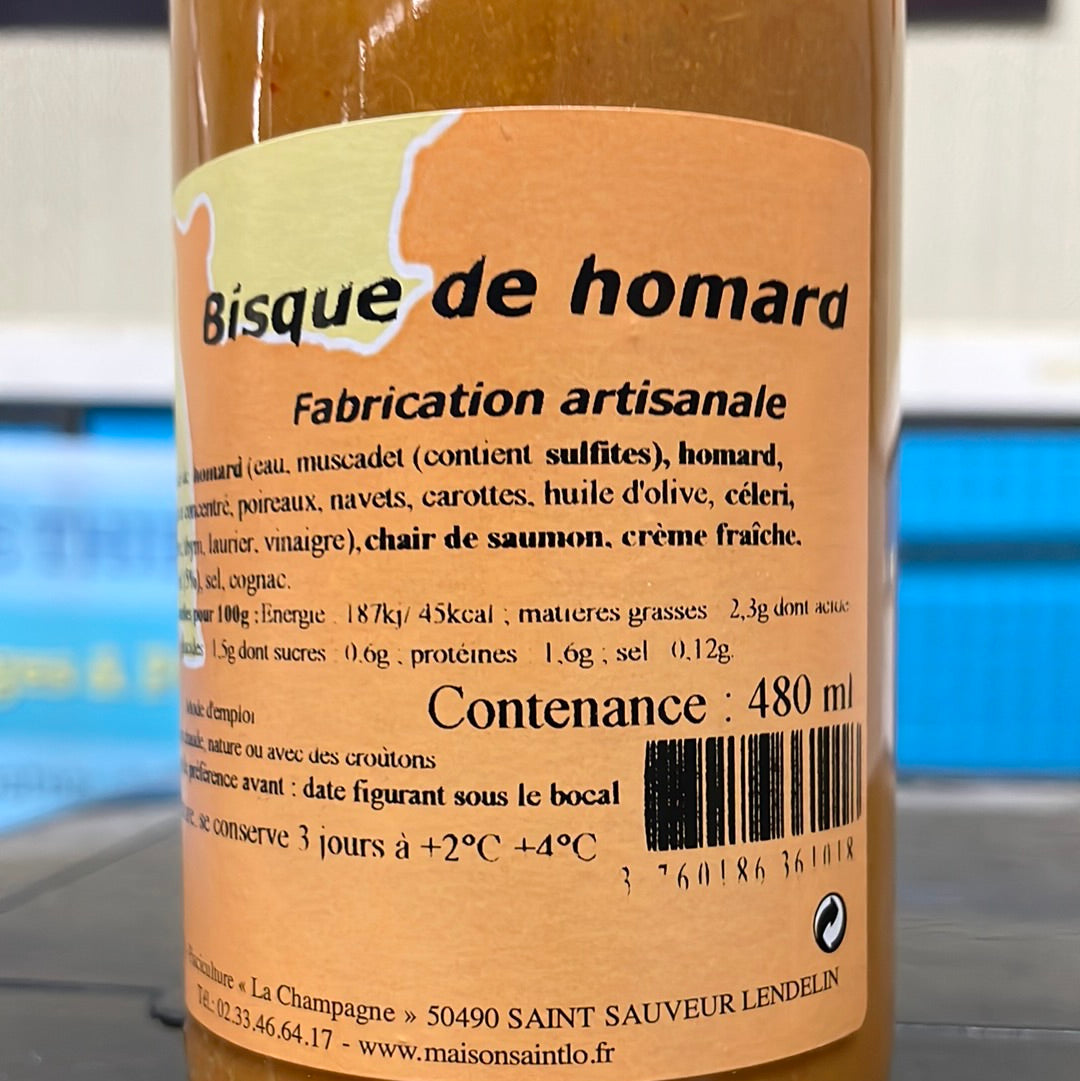 Bisque de homard
Fabrication artisanale
homard (eau, muscadet (contient sulfites), homard,
concentré, poireaux, navets, carottes, huile d'olive, céleri,
laurier, vinaigre), chair de saumon, crème fraîche.
sel, cognac.
pour 100g : Energie 187kj/ 45kcal ; matieres grasses 2,3g dont acide
1.5g dont sucres : 0.6g ; protéines 1,6g ; sel 0.12g.
Mode d'emploi
Contenance : 480 ml
nature ou avec des croûtons
préférence avant : date figurant sous le bocal
se conserve 3 jours à +2°C +4°C
3 760186 361018
Pisciculture « La Champagne » 50490 SAINT SAUVEUR LENDELIN
Tél.: 02.33.46.64.17 - www.maisonsaintlo.fr